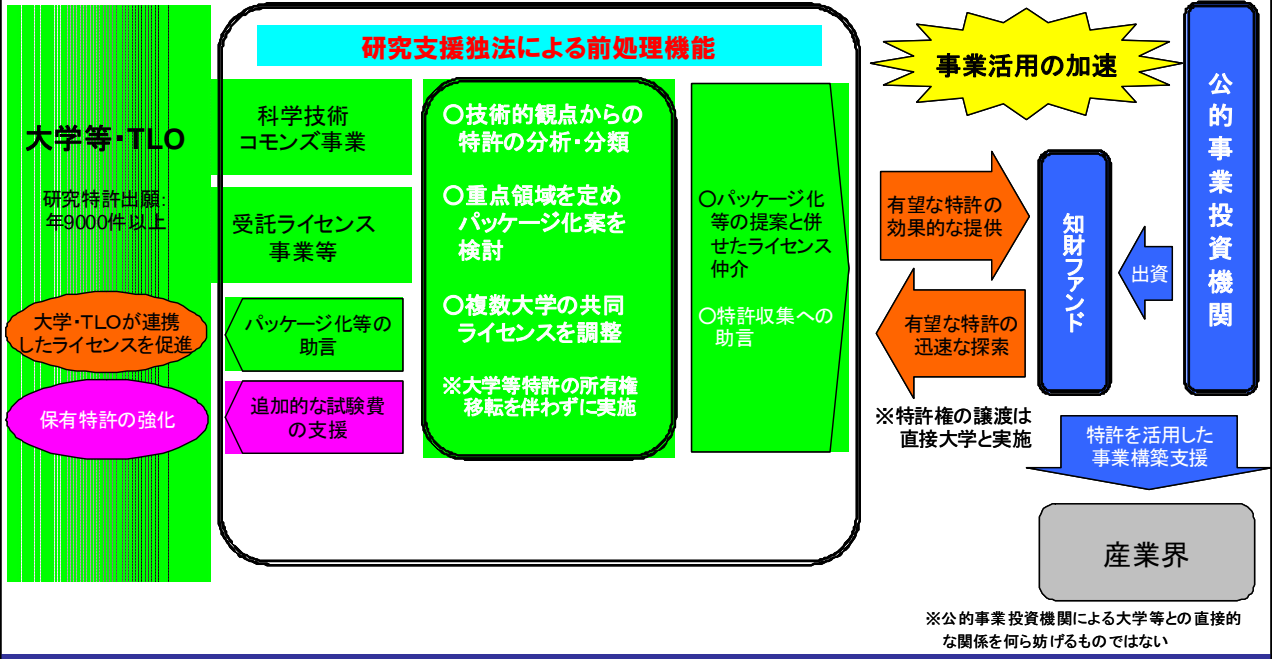 研究支援独法による前処理機能
大学等・TLO
研究特許出願:
年9000件以上
大学・TLOが連携
したライセンスを促進
保有特許の強化
科学技術
コモンズ事業
受託ライセンス
事業等
パッケージ化等の
助言
追加的な試験費
の支援
○技術的観点からの
特許の分析・分類
○重点領域を定め
パッケージ化案を
検討
○複数大学の共同
ライセンスを調整
※大学等特許の所有権
移転を伴わずに実施
○パッケージ化
等の提案と併
せたライセンス
仲介
○特許収集への
助言
事業活用の加速
有望な特許の
効果的な提供
有望な特許の
迅速な探索
※特許権の譲渡は
直接大学と実施
知財ファンド
出資
公的事業投資機関
特許を活用した
事業構築支援
産業界
※公的事業投資機関による大学等との直接的
な関係を何ら妨げるものではない